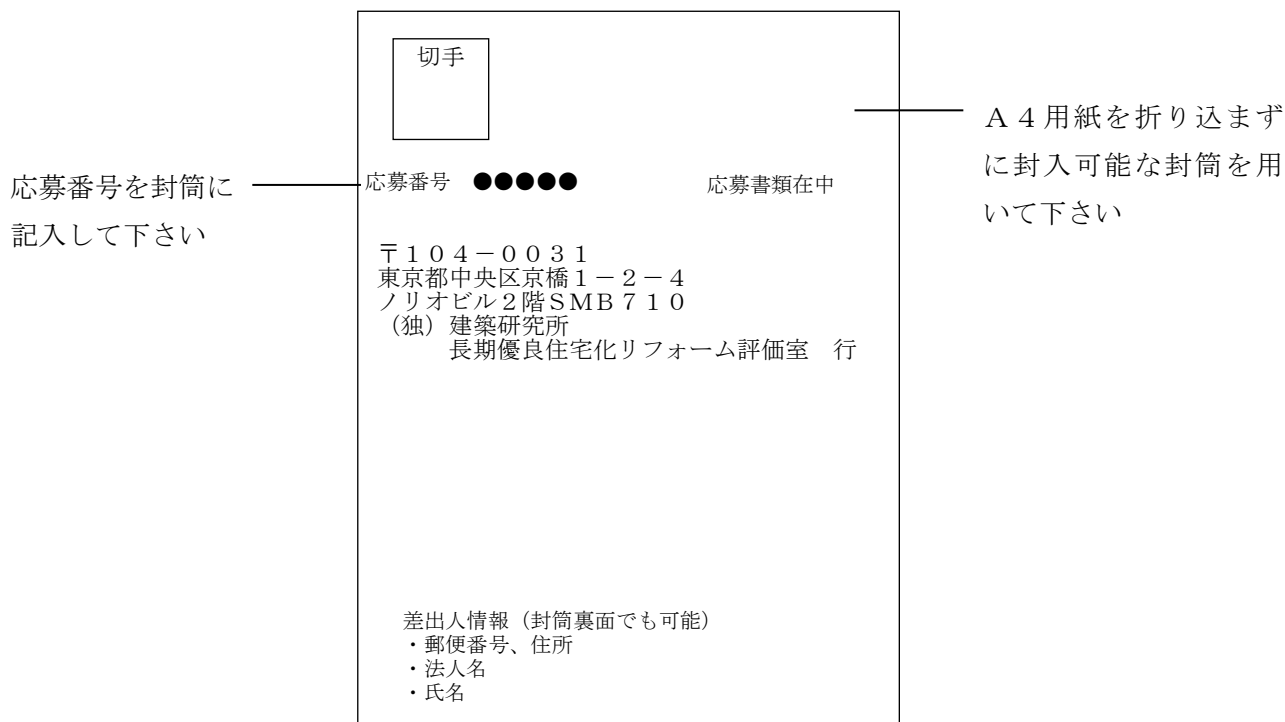 切手
応募番号を封筒に
記入して下さい
応募番号 ●●●●●
応募書類在中
Ａ４用紙を折り込まず
に封入可能な封筒を用
いて下さい
〒１０４－００３１
東京都中央区京橋１－２－４
ノリオビル２階ＳＭＢ７１０
（独）建築研究所
長期優良住宅化リフォーム評価室　行
差出人情報（封筒裏面でも可能）
・郵便番号、住所
・法人名
・氏名